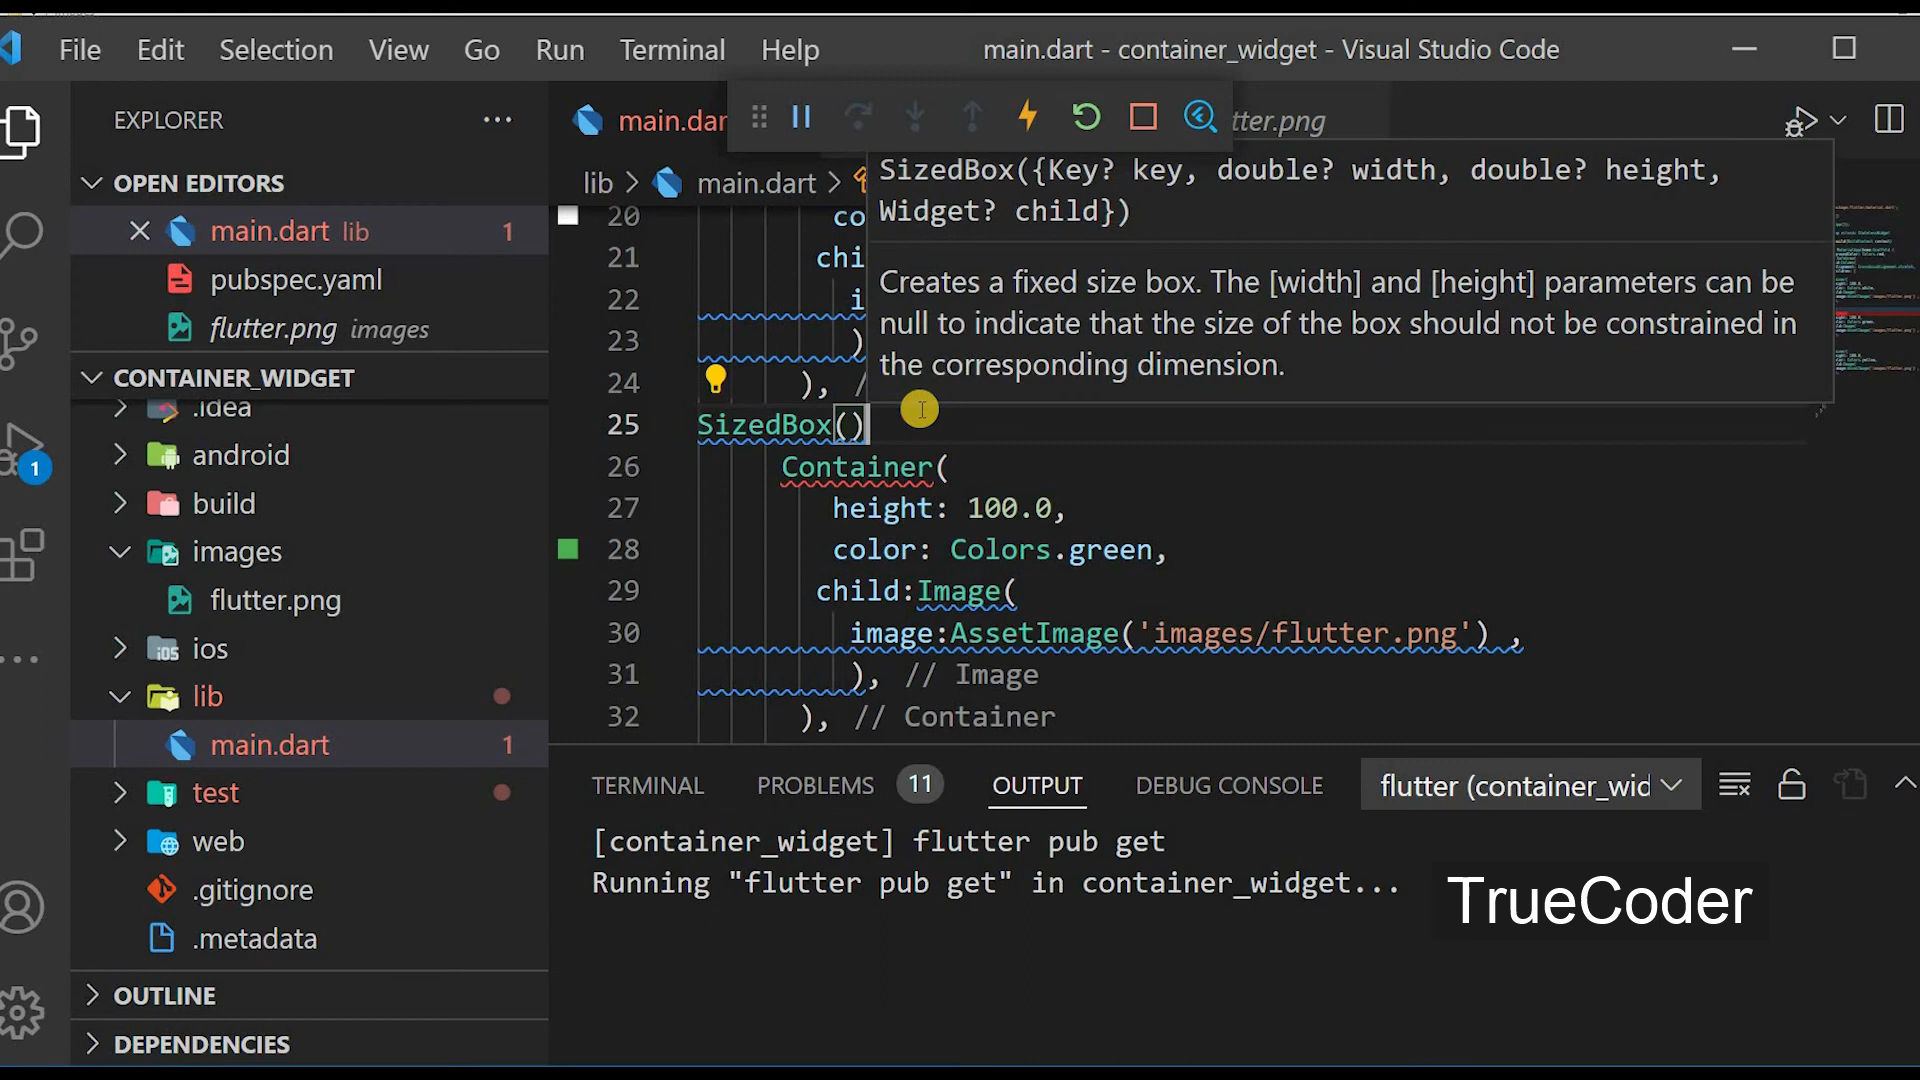 File Edit Selection View Go Run Terminal Help main.dart - container_widget - Visual Studio Code
EXPLORER
main.dar
tter.png
OPEN EDITORS
main.dart lib 1
pubspec.yaml
flutter.png images
CONTAINER_WIDGET
.idea
android
build
images
flutter.png
ios
lib
main.dart 1
test
web
.gitignore
.metadata
OUTLINE
DEPENDENCIES
1
lib > main.dart >
SizedBox({Key? key, double? width, double? height,
Widget? child})
Creates a fixed size box. The [width] and [height] parameters can be
null to indicate that the size of the box should not be constrained in
the corresponding dimension.
20 co
21 chi
22 i
23 )
24 ), /
25 SizedBox()
26 Container(
27 height: 100.0,
28 color: Colors.green,
29 child:Image(
30 image:AssetImage('images/flutter.png') ,
31 ), // Image
32 ), // Container
TERMINAL PROBLEMS 11 OUTPUT DEBUG CONSOLE flutter (container_wid
[container_widget] flutter pub get
Running "flutter pub get" in container_widget...
TrueCoder